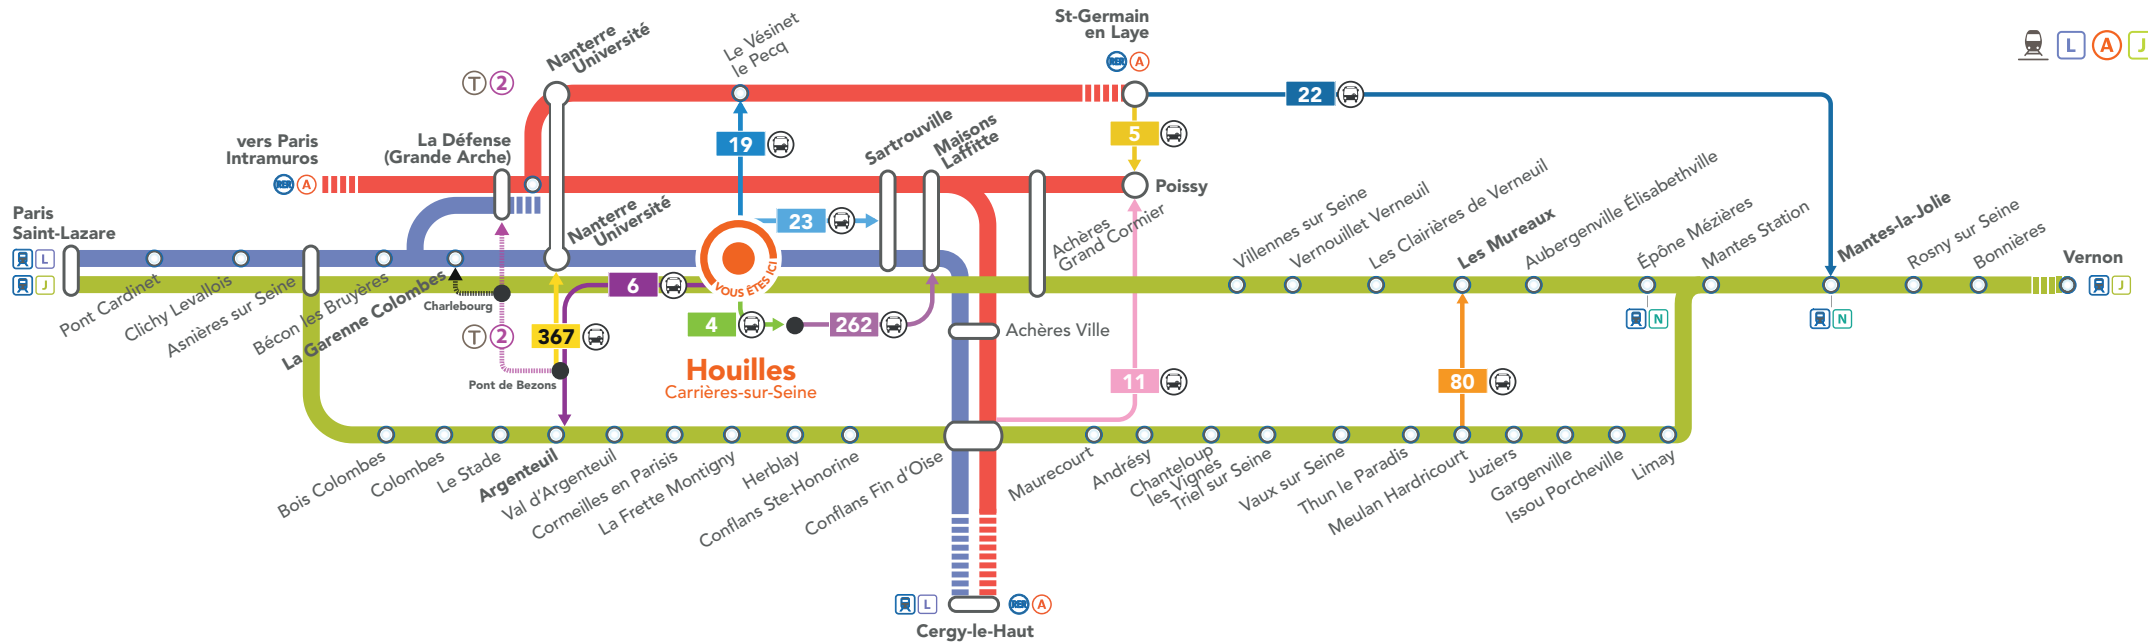 St-Germain
en Laye
RER A
L A J
Nanterre
Université
Le Vésinet
le Pecq
T 2
22
19
5
vers Paris
Intramuros
RER A
La Défense
(Grande Arche)
Sartrouville
Maisons
Laffitte
Poissy
Paris
Saint-Lazare
L
J
Nanterre
Université
23
VOUS ÊTES ICI
Achères
Grand Cormier
Villennes sur Seine
Vernouillet Verneuil
Les Clairières de Verneuil
Les Mureaux
Aubergenville Élisabethville
Épône Mézières
N
Mantes Station
Mantes-la-Jolie
N
Rosny sur Seine
Bonnières
Vernon
J
Pont Cardinet
Clichy Levallois
Asnières sur Seine
Bécon les Bruyères
La Garenne Colombes
Charlebourg
6
4
262
T 2
367
Pont de Bezons
Houilles
Carrières-sur-Seine
Achères Ville
11
80
Bois Colombes
Colombes
Le Stade
Argenteuil
Val d'Argenteuil
Cormeilles en Parisis
La Frette Montigny
Herblay
Conflans Ste-Honorine
Conflans Fin d'Oise
Maurecourt
Andrésy
Chanteloup
les Vignes
Triel sur Seine
Vaux sur Seine
Thun le Paradis
Meulan Hardricourt
Juziers
Gargenville
Issou Porcheville
Limay
L
RER A
Cergy-le-Haut